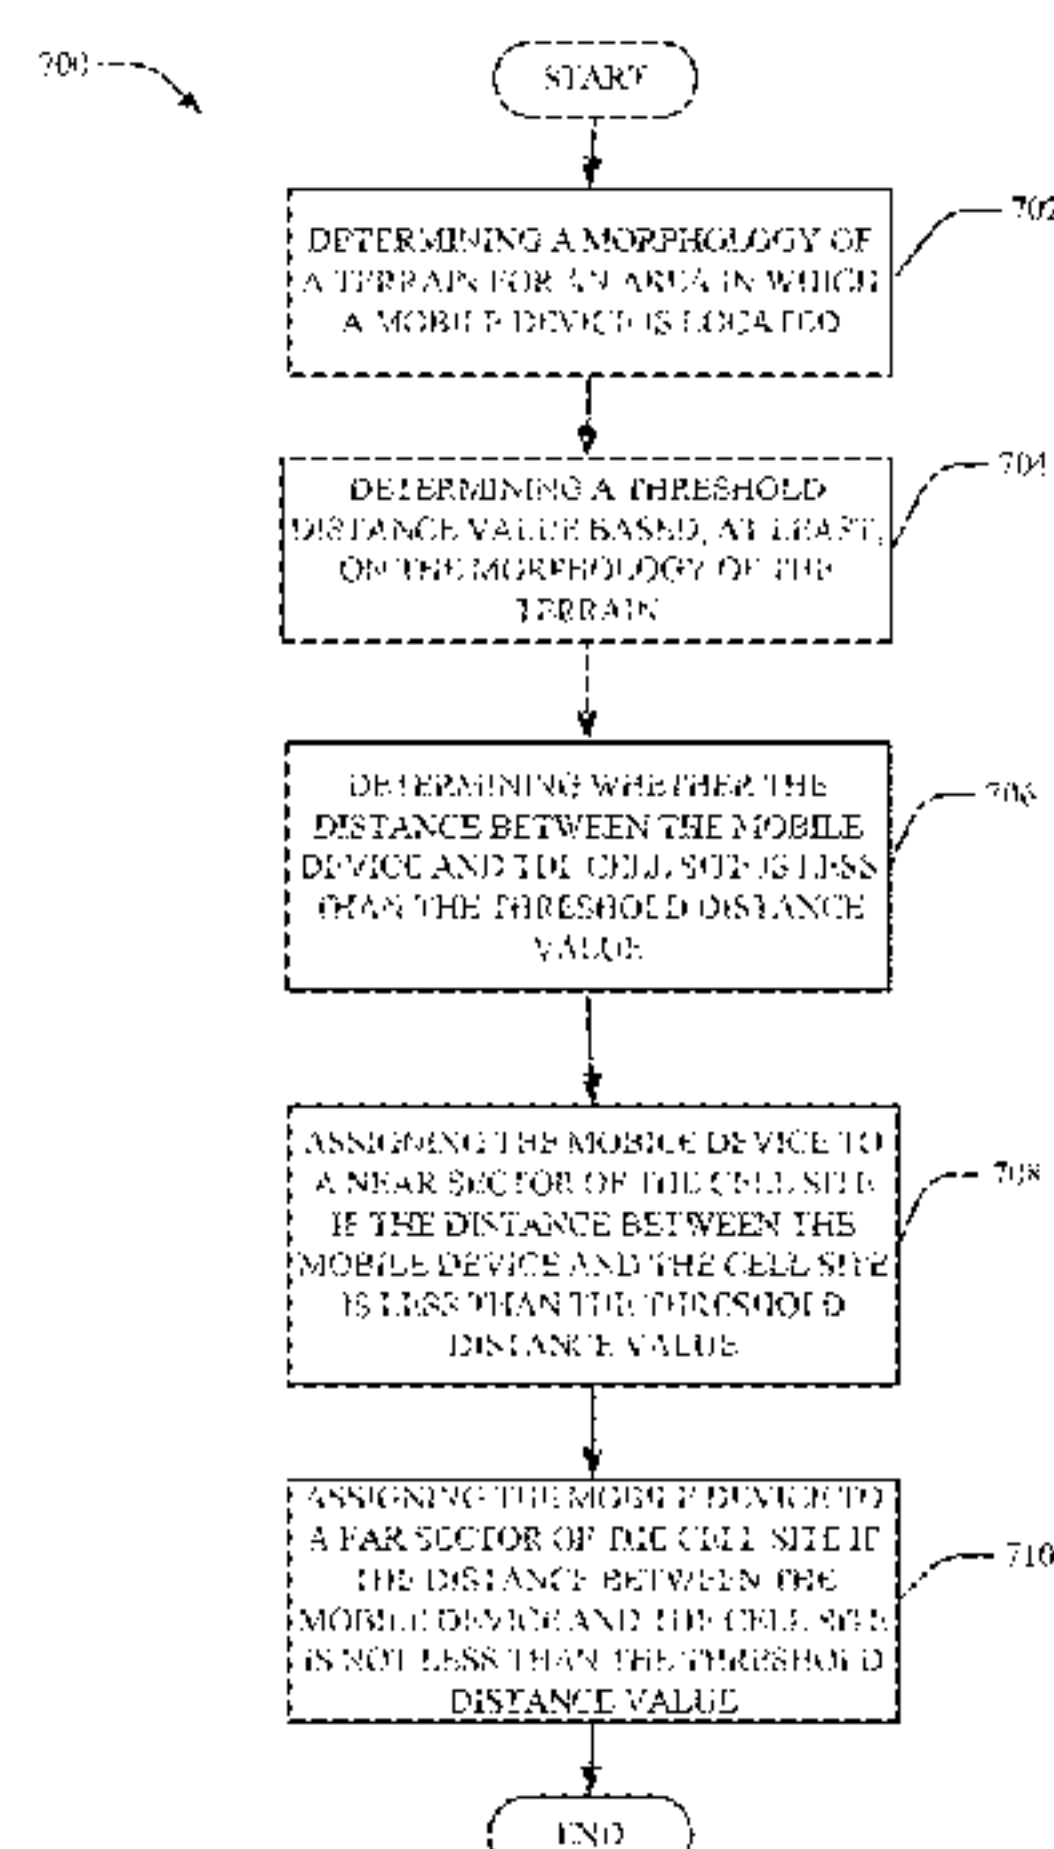 700
START
702
DETERMINING A MORPHOLOGY OF
A TERRAIN FOR AN AREA IN WHICH
A MOBILE DEVICE IS LOCATED
704
DETERMINING A THRESHOLD
DISTANCE VALUE BASED, AT LEAST,
ON THE MORPHOLOGY OF THE
TERRAIN
706
DETERMINING WHETHER THE
DISTANCE BETWEEN THE MOBILE
DEVICE AND THE CELL SITE IS LESS
THAN THE THRESHOLD DISTANCE
VALUE
708
ASSIGNING THE MOBILE DEVICE TO
A NEAR SECTOR OF THE CELL SITE
IF THE DISTANCE BETWEEN THE
MOBILE DEVICE AND THE CELL SITE
IS LESS THAN THE THRESHOLD
DISTANCE VALUE
710
ASSIGNING THE MOBILE DEVICE TO
A FAR SECTOR OF THE CELL SITE IF
THE DISTANCE BETWEEN THE
MOBILE DEVICE AND THE CELL SITE
IS NOT LESS THAN THE THRESHOLD
DISTANCE VALUE
END